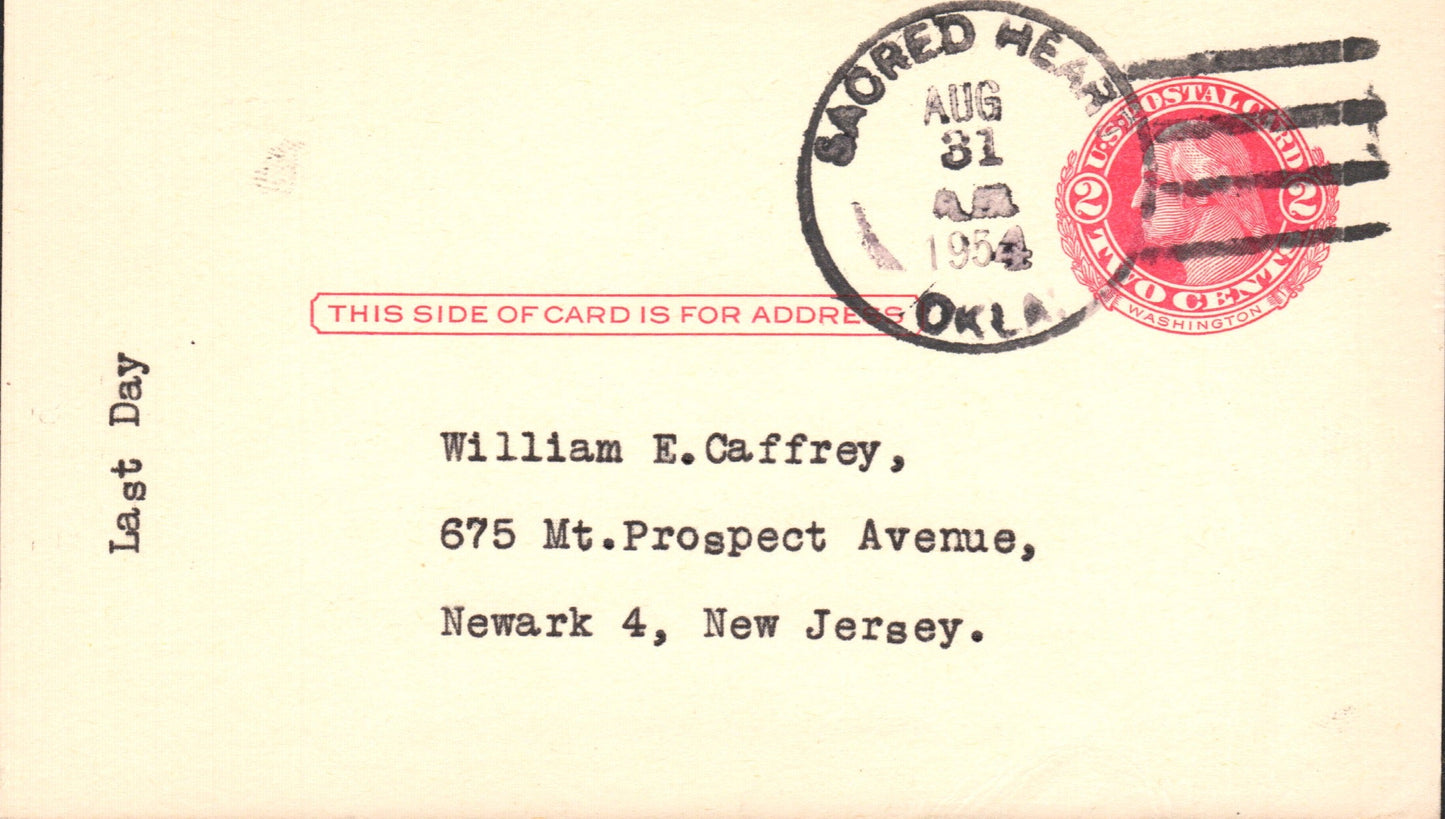 SACRED HEAR
AUG
31
A.M.
1954
OKLA.
U.S. POSTAL CARD
2 2
TWO CENTS
WASHINGTON
THIS SIDE OF CARD IS FOR ADDRESS
Last Day
William E.Caffrey,
675 Mt.Prospect Avenue,
Newark 4, New Jersey.